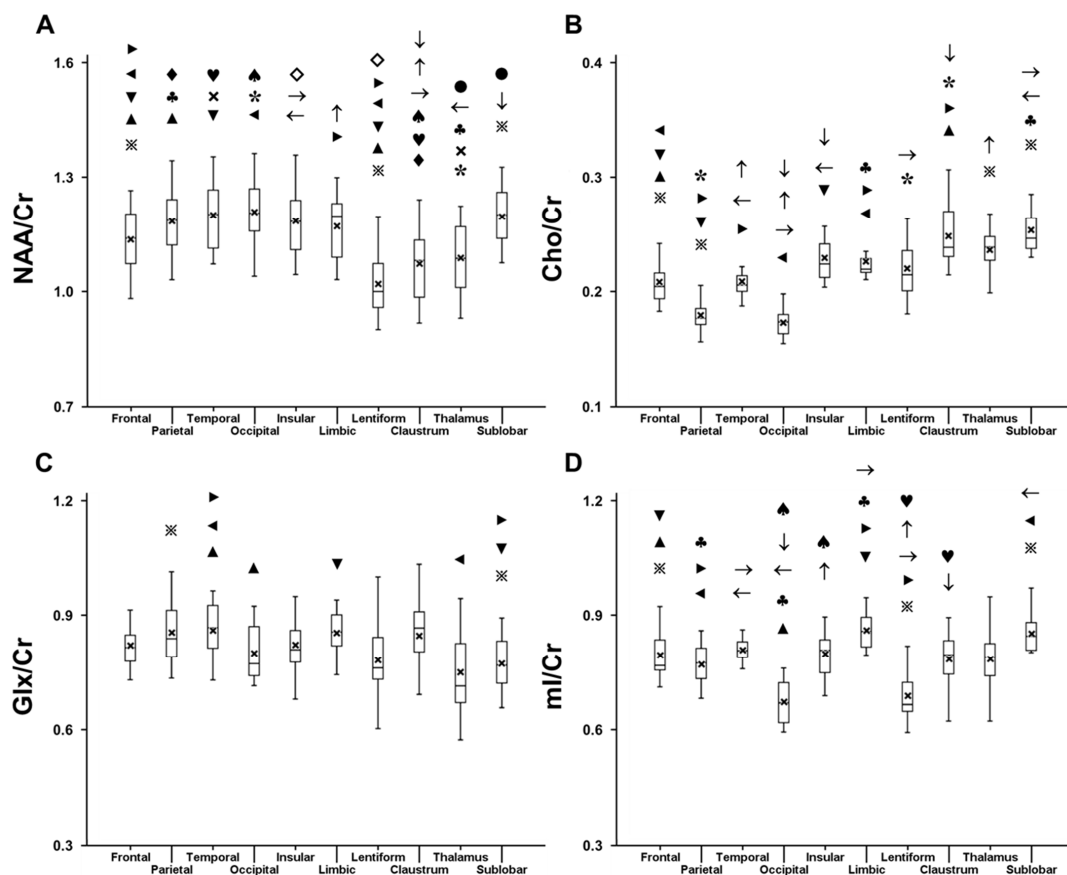 A
NAA/Cr
1.6
1.3
1.0
0.7
Frontal
Parietal
Temporal
Occipital
Insular
Limbic
Lentiform
Claustrum
Thalamus
Sublobar
B
Cho/Cr
0.4
0.3
0.2
0.1
Frontal
Parietal
Temporal
Occipital
Insular
Limbic
Lentiform
Claustrum
Thalamus
Sublobar
C
Glx/Cr
1.2
0.9
0.6
0.3
Frontal
Parietal
Temporal
Occipital
Insular
Limbic
Lentiform
Claustrum
Thalamus
Sublobar
D
mI/Cr
1.2
0.9
0.6
0.3
Frontal
Parietal
Temporal
Occipital
Insular
Limbic
Lentiform
Claustrum
Thalamus
Sublobar